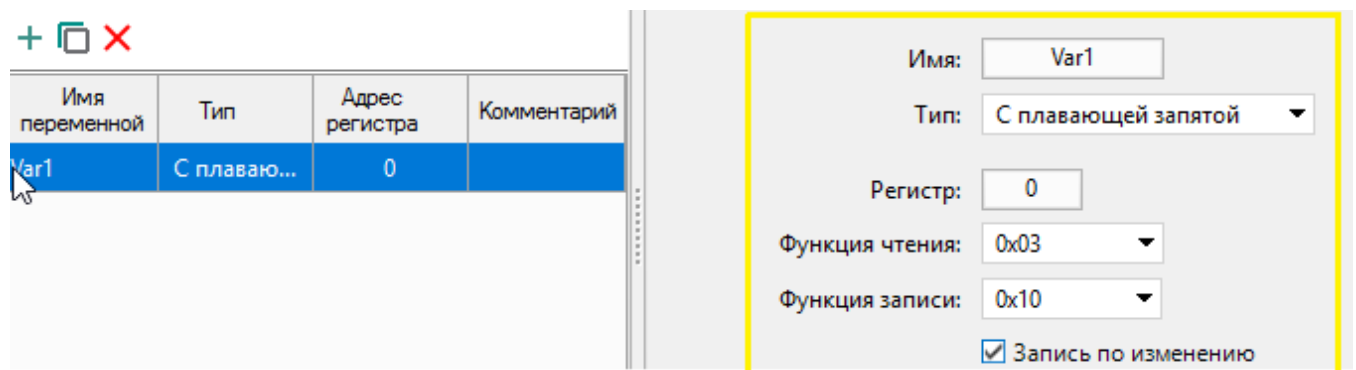 Имя переменной
Тип
Адрес регистра
Комментарий
Var1
С плаваю...
0
Имя:
Var1
Тип:
С плавающей запятой
Регистр:
0
Функция чтения:
0x03
Функция записи:
0x10
Запись по изменению